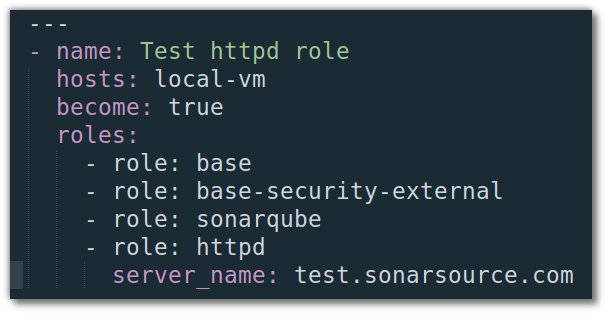 ---
- name: Test httpd role
  hosts: local-vm
  become: true
  roles:
    - role: base
    - role: base-security-external
    - role: sonarqube
    - role: httpd
      server_name: test.sonarsource.com